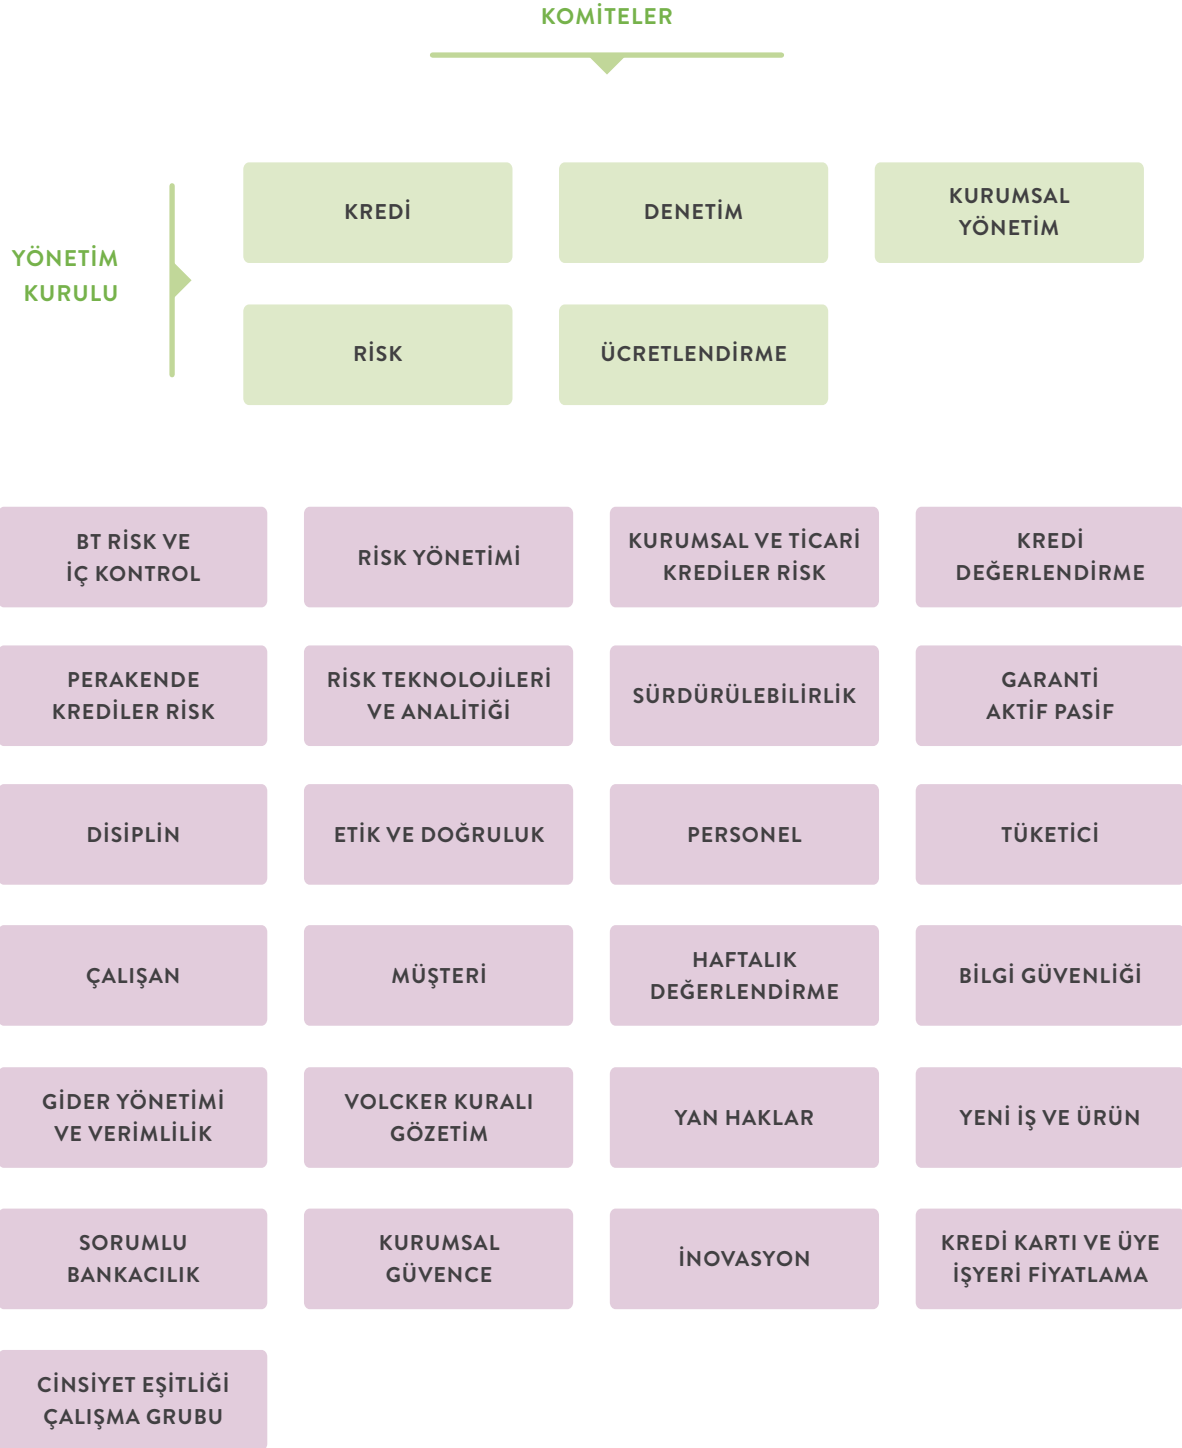 KOMİTELER
YÖNETİM
KURULU
KREDİ
DENETİM
KURUMSAL
YÖNETİM
RİSK
ÜCRETLENDİRME
BT RİSK VE
İÇ KONTROL
RİSK YÖNETİMİ
KURUMSAL VE TİCARİ
KREDİLER RİSK
KREDİ
DEĞERLENDİRME
PERAKENDE
KREDİLER RİSK
RİSK TEKNOLOJİLERİ
VE ANALİTİĞİ
SÜRDÜRÜLEBİLİRLİK
GARANTİ
AKTİF PASİF
DİSİPLİN
ETİK VE DOĞRULUK
PERSONEL
TÜKETİCİ
ÇALIŞAN
MÜŞTERİ
HAFTALIK
DEĞERLENDİRME
BİLGİ GÜVENLİĞİ
GİDER YÖNETİMİ
VE VERİMLİLİK
VOLCKER KURALI
GÖZETİM
YAN HAKLAR
YENİ İŞ VE ÜRÜN
SORUMLU
BANKACILIK
KURUMSAL
GÜVENCE
İNOVASYON
KREDİ KARTI VE ÜYE
İŞYERİ FİYATLAMA
CİNSİYET EŞİTLİĞİ
ÇALIŞMA GRUBU